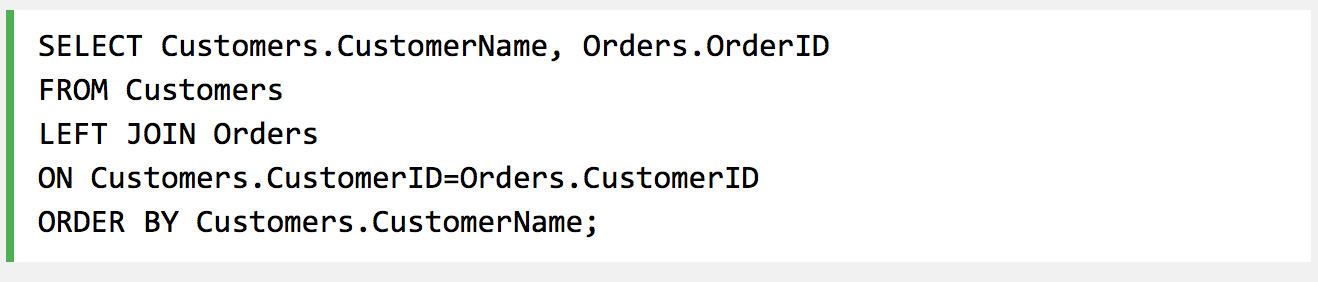 SELECT Customers.CustomerName, Orders.OrderID
FROM Customers
LEFT JOIN Orders
ON Customers.CustomerID=Orders.CustomerID
ORDER BY Customers.CustomerName;